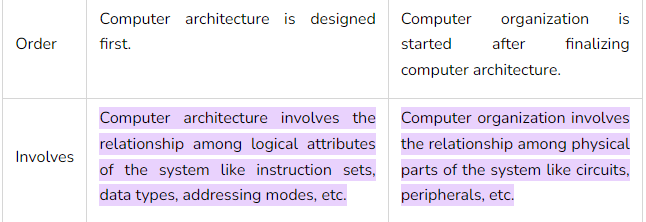 Order
Computer architecture is designed
first.
Computer organization is
started after finalizing
computer architecture.
Involves
Computer architecture involves the
relationship among logical attributes
of the system like instruction sets,
data types, addressing modes, etc.
Computer organization involves
the relationship among physical
parts of the system like circuits,
peripherals, etc.